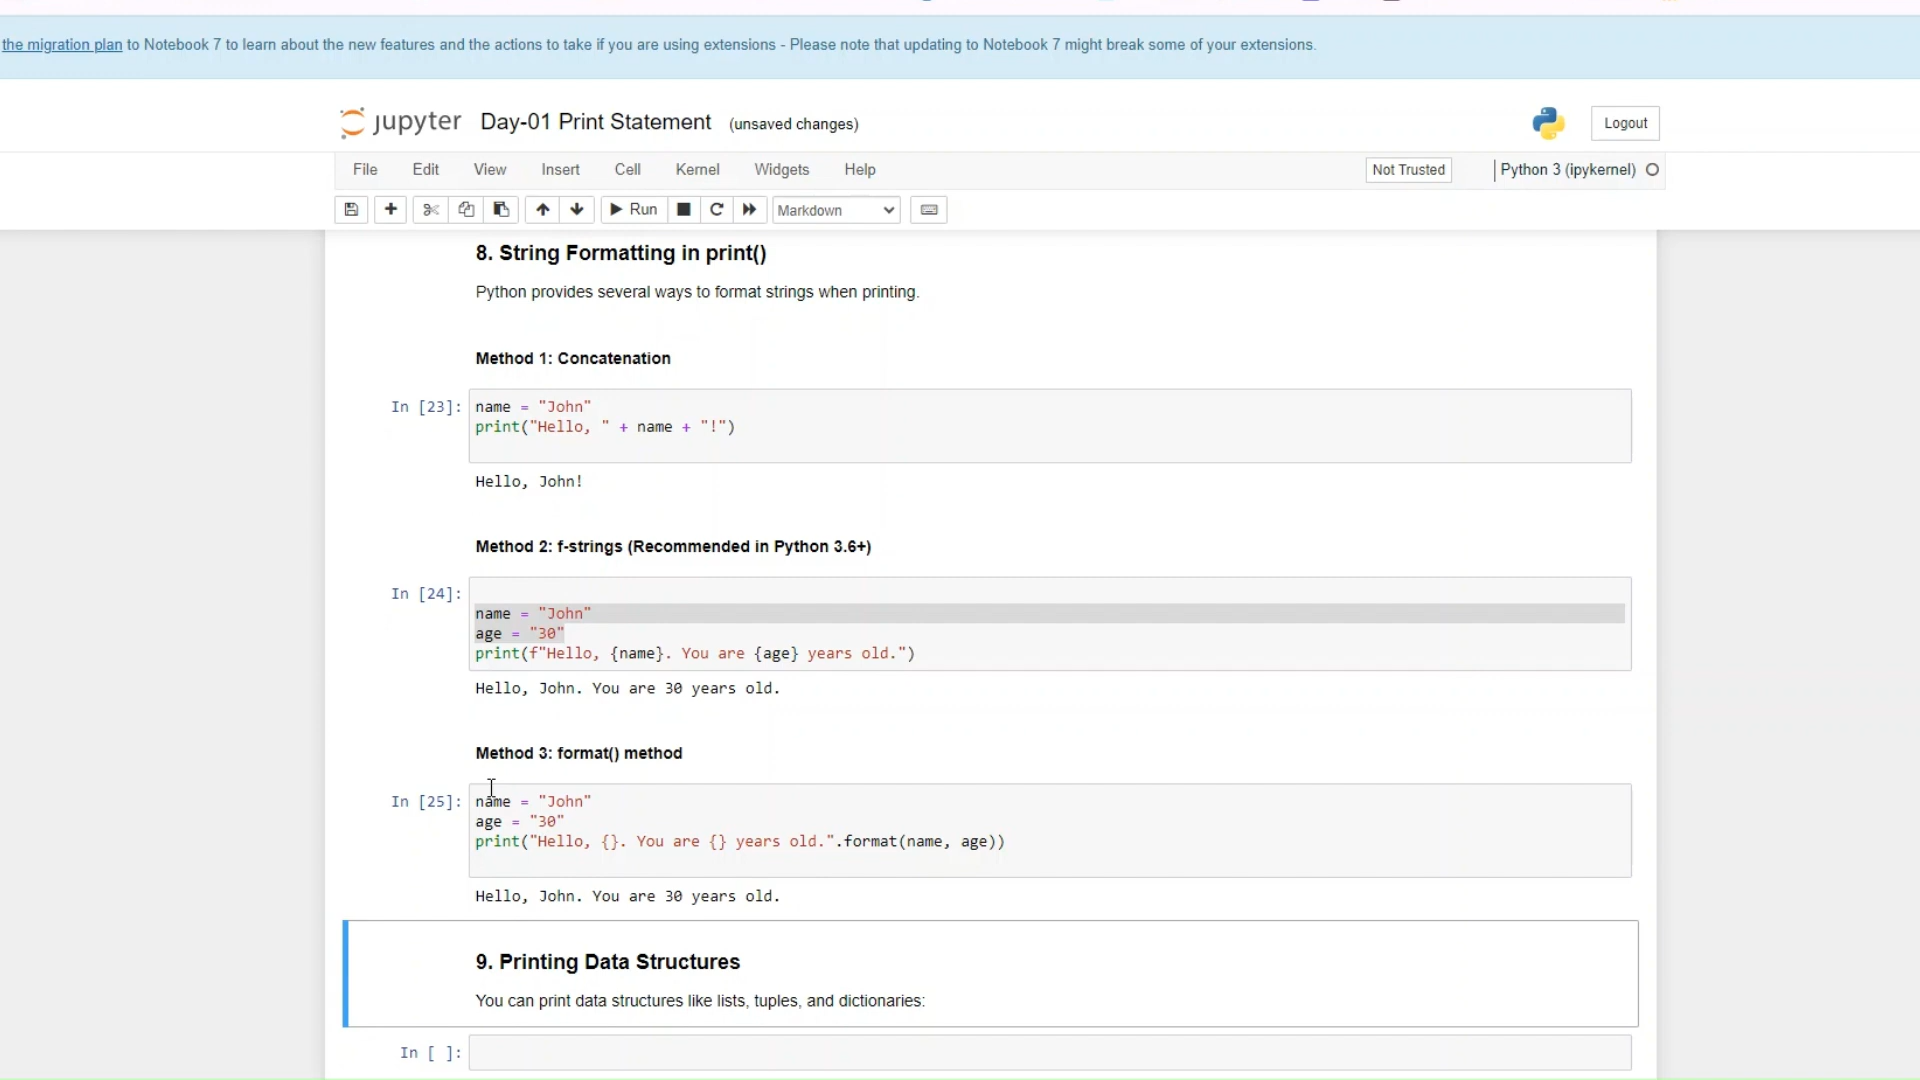 the migration plan to Notebook 7 to learn about the new features and the actions to take if you are using extensions - Please note that updating to Notebook 7 might break some of your extensions.
jupyter Day-01 Print Statement (unsaved changes) Logout
File Edit View Insert Cell Kernel Widgets Help Not Trusted Python 3 (ipykernel)
Run Markdown
8. String Formatting in print()
Python provides several ways to format strings when printing.
Method 1: Concatenation
In [23]: name = "John"
print("Hello, " + name + "!")
Hello, John!
Method 2: f-strings (Recommended in Python 3.6+)
In [24]:
name = "John"
age = "30"
print(f"Hello, {name}. You are {age} years old.")
Hello, John. You are 30 years old.
Method 3: format() method
In [25]: name = "John"
age = "30"
print("Hello, {}. You are {} years old.".format(name, age))
Hello, John. You are 30 years old.
9. Printing Data Structures
You can print data structures like lists, tuples, and dictionaries:
In [ ]: